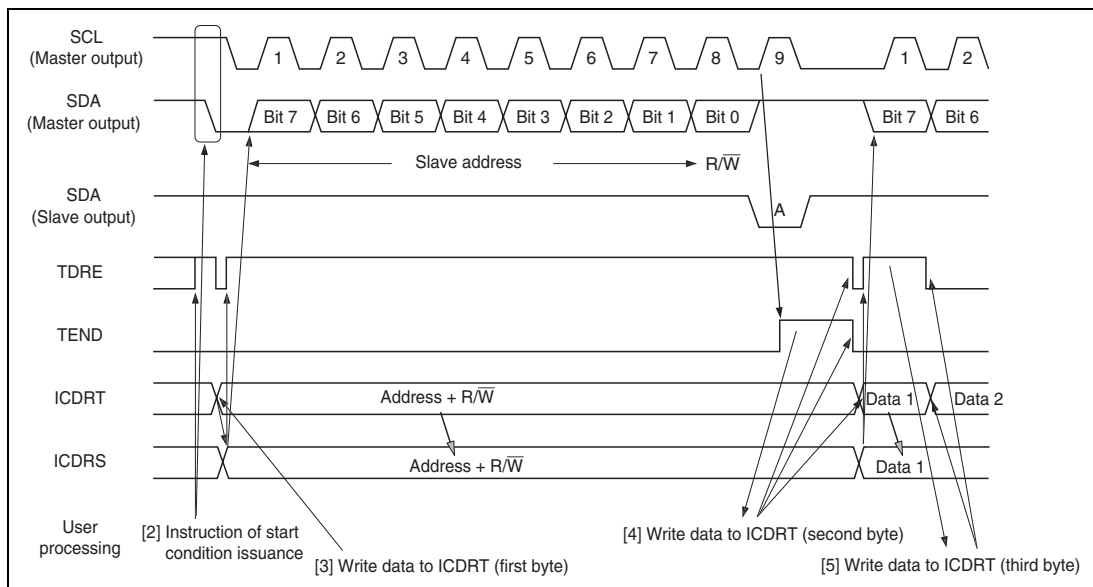 SCL
(Master output)
1 2 3 4 5 6 7 8 9 1 2
SDA
(Master output)
Bit 7 Bit 6 Bit 5 Bit 4 Bit 3 Bit 2 Bit 1 Bit 0 Bit 7 Bit 6
Slave address R/W̅
SDA
(Slave output)
A
TDRE
TEND
ICDRT
Address + R/W̅ Data 1 Data 2
ICDRS
Address + R/W̅ Data 1
User
processing
[2] Instruction of start
condition issuance
[3] Write data to ICDRT (first byte)
[4] Write data to ICDRT (second byte)
[5] Write data to ICDRT (third byte)